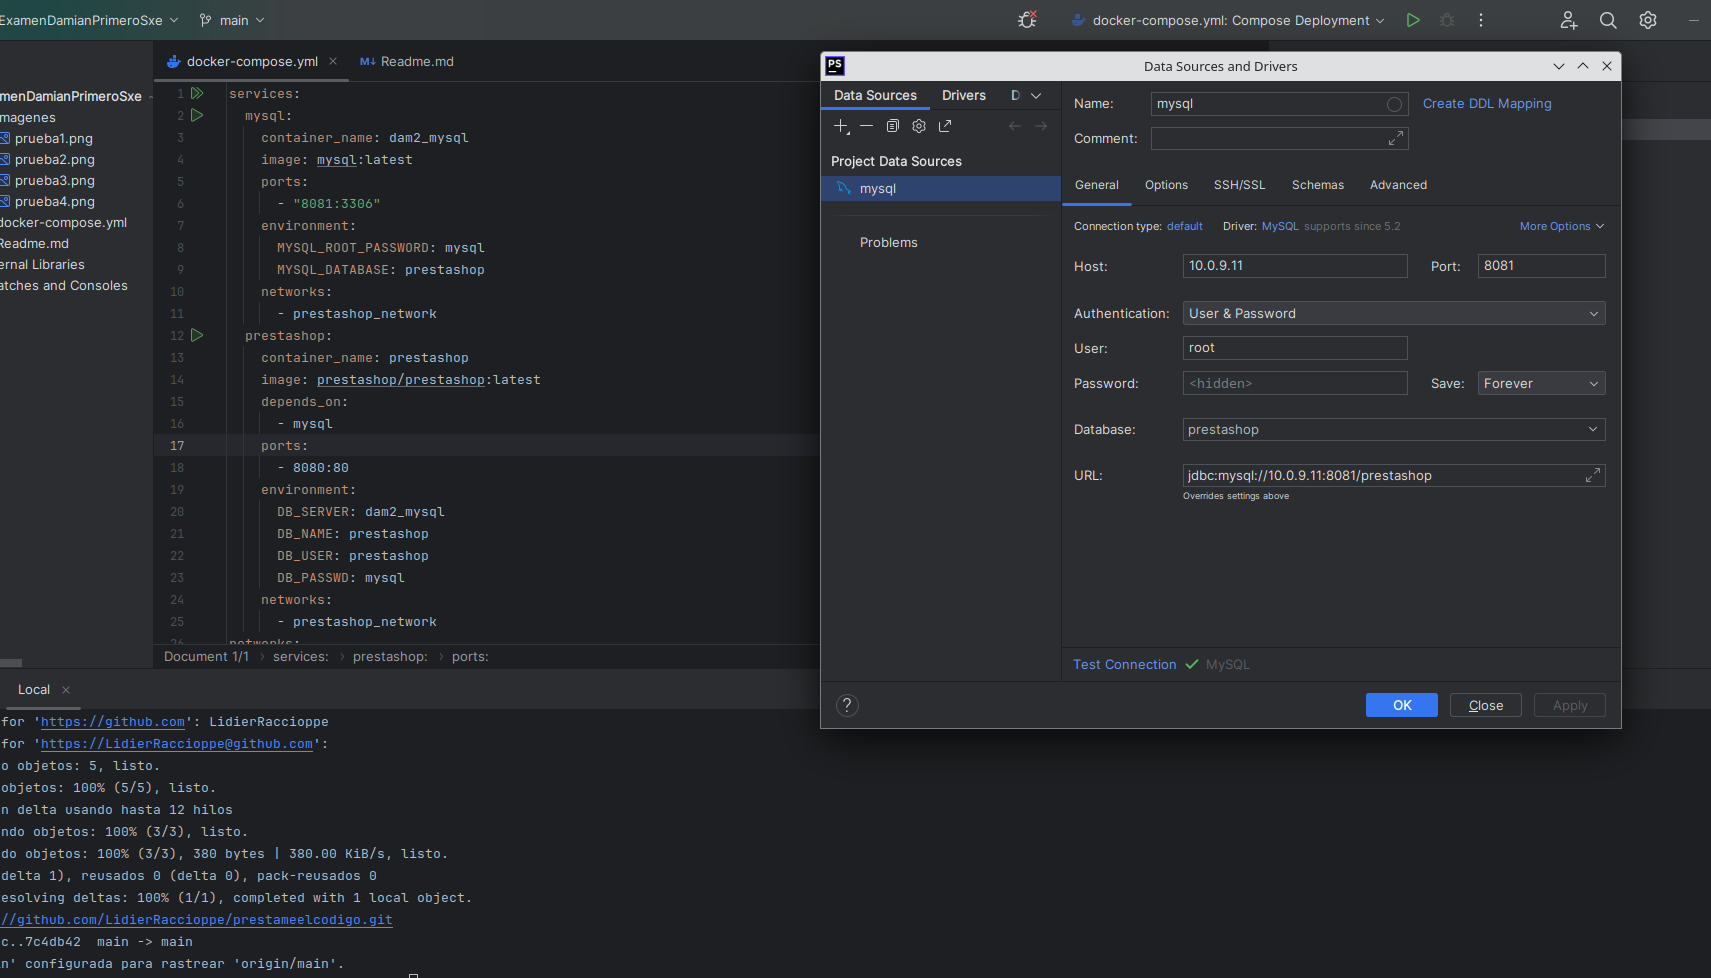 ExamenDamianPrimeroSxe
main
docker-compose.yml: Compose Deployment
docker-compose.yml
Readme.md
menDamianPrimeroSxe
magenes
prueba1.png
prueba2.png
prueba3.png
prueba4.png
docker-compose.yml
Readme.md
ernal Libraries
atches and Consoles
1 services:
2 mysql:
3 container_name: dam2_mysql
4 image: mysql:latest
5 ports:
6 - "8081:3306"
7 environment:
8 MYSQL_ROOT_PASSWORD: mysql
9 MYSQL_DATABASE: prestashop
10 networks:
11 - prestashop_network
12 prestashop:
13 container_name: prestashop
14 image: prestashop/prestashop:latest
15 depends_on:
16 - mysql
17 ports:
18 - 8080:80
19 environment:
20 DB_SERVER: dam2_mysql
21 DB_NAME: prestashop
22 DB_USER: prestashop
23 DB_PASSWD: mysql
24 networks:
25 - prestashop_network
26 networks:
Document 1/1 › services: › prestashop: › ports:
PS
Data Sources and Drivers
Data Sources
Drivers
D
Project Data Sources
mysql
Problems
Name: mysql
Create DDL Mapping
Comment:
General
Options
SSH/SSL
Schemas
Advanced
Connection type: default
Driver: MySQL supports since 5.2
More Options
Host: 10.0.9.11
Port: 8081
Authentication: User & Password
User: root
Password: <hidden>
Save: Forever
Database: prestashop
URL: jdbc:mysql://10.0.9.11:8081/prestashop
Overrides settings above
Test Connection
MySQL
?
OK
Close
Apply
Local
for 'https://github.com': LidierRaccioppe
for 'https://LidierRaccioppe@github.com':
o objetos: 5, listo.
objetos: 100% (5/5), listo.
n delta usando hasta 12 hilos
ndo objetos: 100% (3/3), listo.
do objetos: 100% (3/3), 380 bytes | 380.00 KiB/s, listo.
delta 1), reusados 0 (delta 0), pack-reusados 0
esolving deltas: 100% (1/1), completed with 1 local object.
//github.com/LidierRaccioppe/prestameelcodigo.git
c..7c4db42  main -> main
n' configurada para rastrear 'origin/main'.